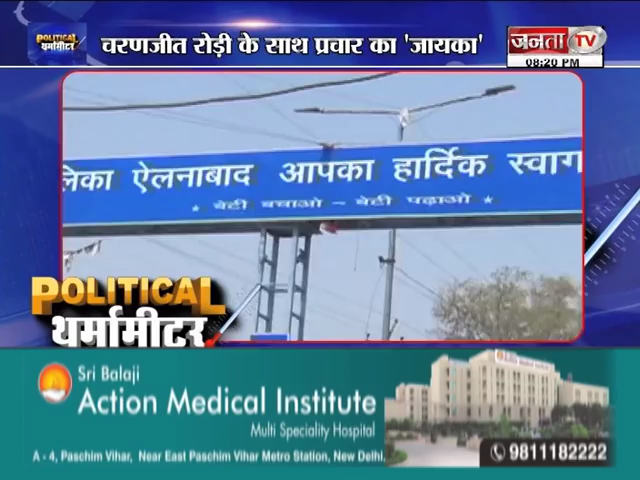 POLITICAL
थर्मामीटर
चरणजीत रोड़ी के साथ प्रचार का 'जायका'
जनता TV
08:20 PM
लिका ऐलनाबाद आपका हार्दिक स्वाग
★ बेटी बचाओ – बेटी पढ़ाओ ★
POLITICAL
थर्मामीटर
Sri Balaji
Action Medical Institute
Multi Speciality Hospital
A - 4, Paschim Vihar, Near East Paschim Vihar Metro Station, New Delhi.
9811182222